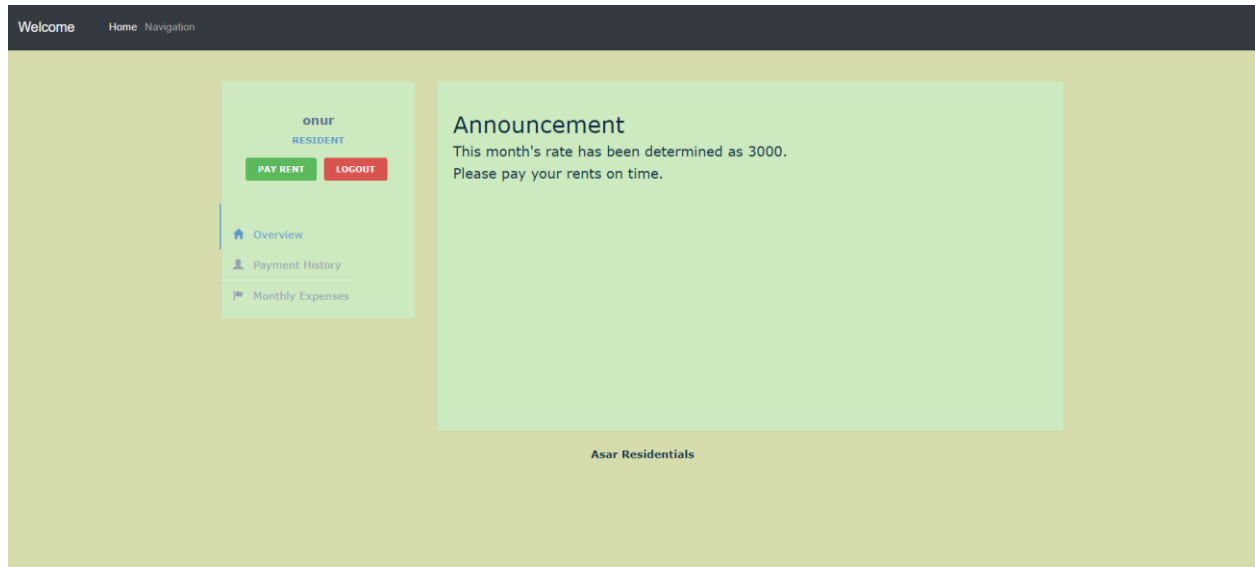 Welcome Home Navigation
onur
RESIDENT
PAY RENT LOGOUT
Overview
Payment History
Monthly Expenses
Announcement
This month's rate has been determined as 3000.
Please pay your rents on time.
Asar Residentials